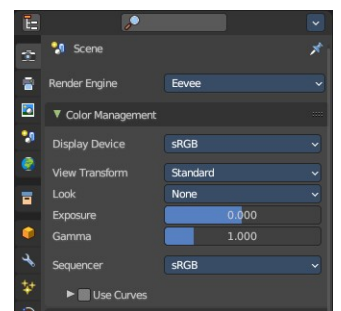 Scene
Render Engine Eevee
Color Management
Display Device sRGB
View Transform Standard
Look None
Exposure 0.000
Gamma 1.000
Sequencer sRGB
Use Curves